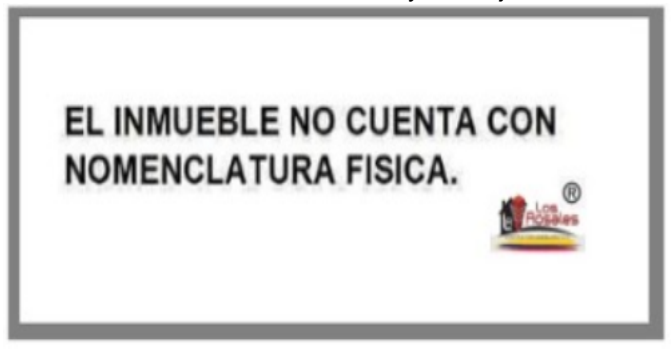 EL INMUEBLE NO CUENTA CON
NOMENCLATURA FISICA.
®
Los
Rosales